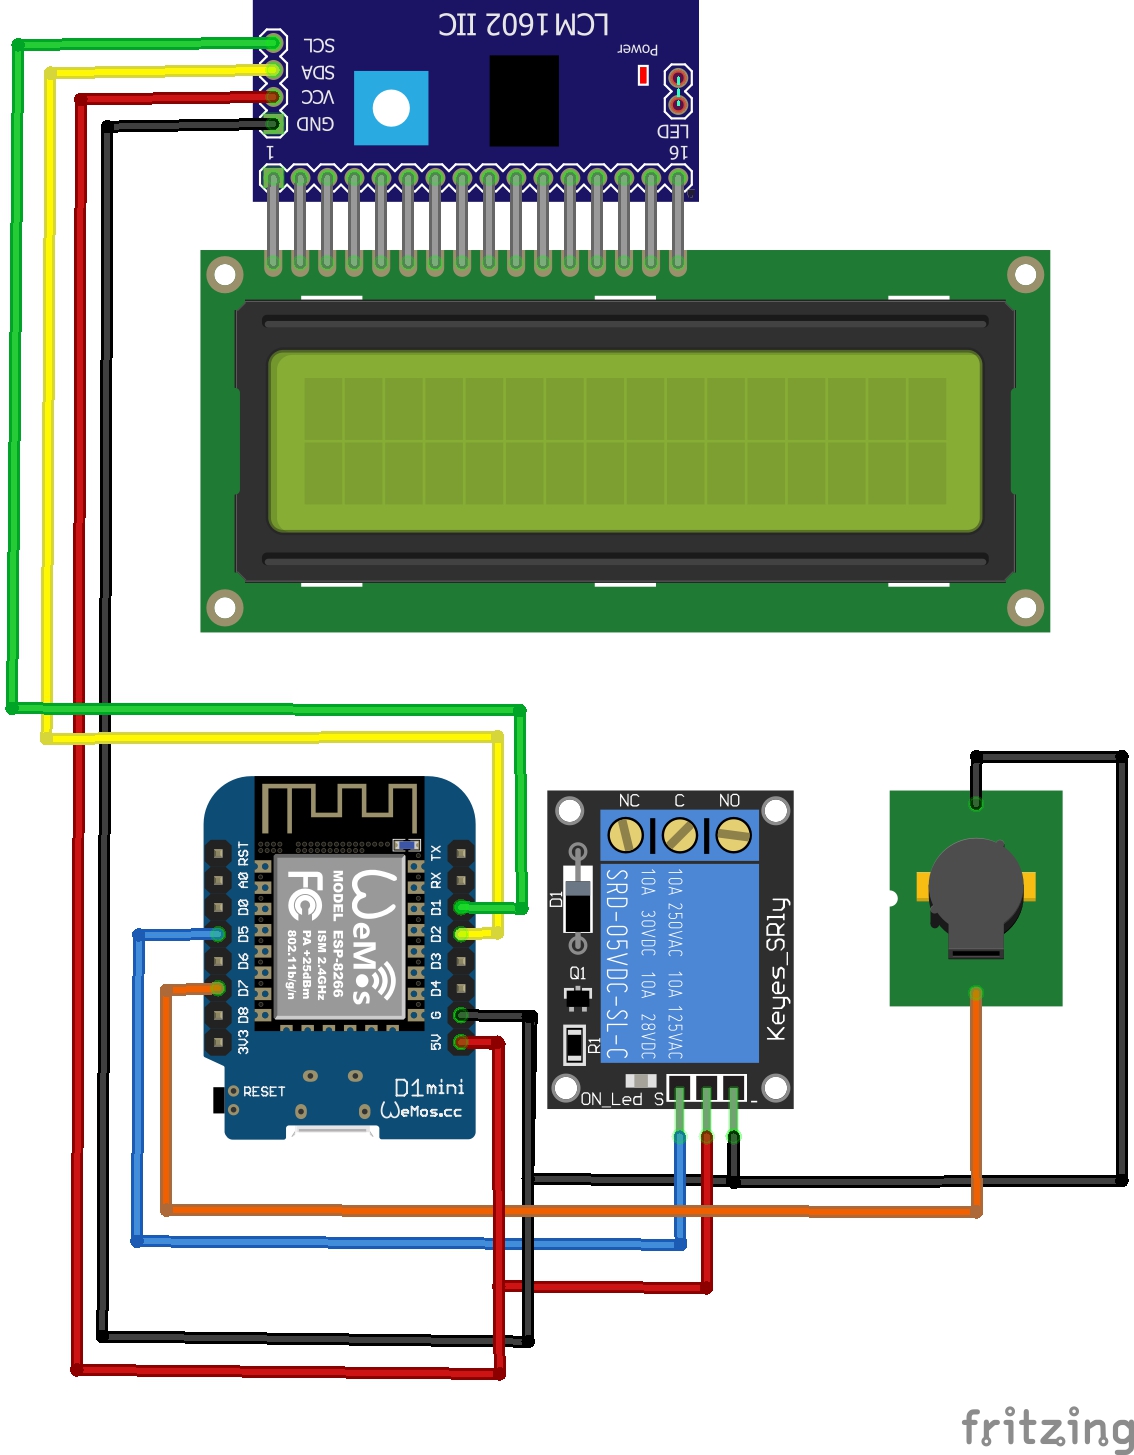 LCM1602 IIC
SCL
SDA
VCC
GND
Power
LED
1
16
RST
A0
D0
D5
D6
D7
D8
3V3
TX
RX
D1
D2
D3
D4
G
5V
WeMos
MODEL ESP-8266
ISM 2.4GHz
PA +25dBm
802.11b/g/n
FC
RESET
D1mini
WeMos.cc
NC C NO
D1
Q1
R1
SRD-05VDC-SL-C
10A 30VDC 10A 28VDC
10A 250VAC 10A 125VAC
Keyes_SRly
ON_Led S -
fritzing